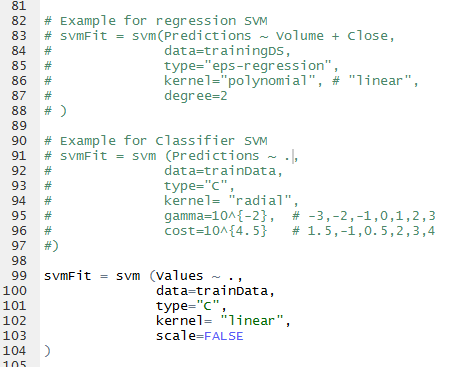 81
82 # Example for regression SVM
83 # svmFit = svm(Predictions ~ Volume + Close,
84 #              data=trainingDS,
85 #              type="eps-regression",
86 #              kernel="polynomial", # "linear",
87 #              degree=2
88 # )
89
90 # Example for Classifier SVM
91 # svmFit = svm (Predictions ~ .,
92 #              data=trainData,
93 #              type="C",
94 #              kernel= "radial",
95 #              gamma=10^{-2},  # -3,-2,-1,0,1,2,3
96 #              cost=10^{4.5}   # 1.5,-1,0.5,2,3,4
97 #)
98
99 svmFit = svm (Values ~ .,
100              data=trainData,
101              type="C",
102              kernel= "linear",
103              scale=FALSE
104 )
105